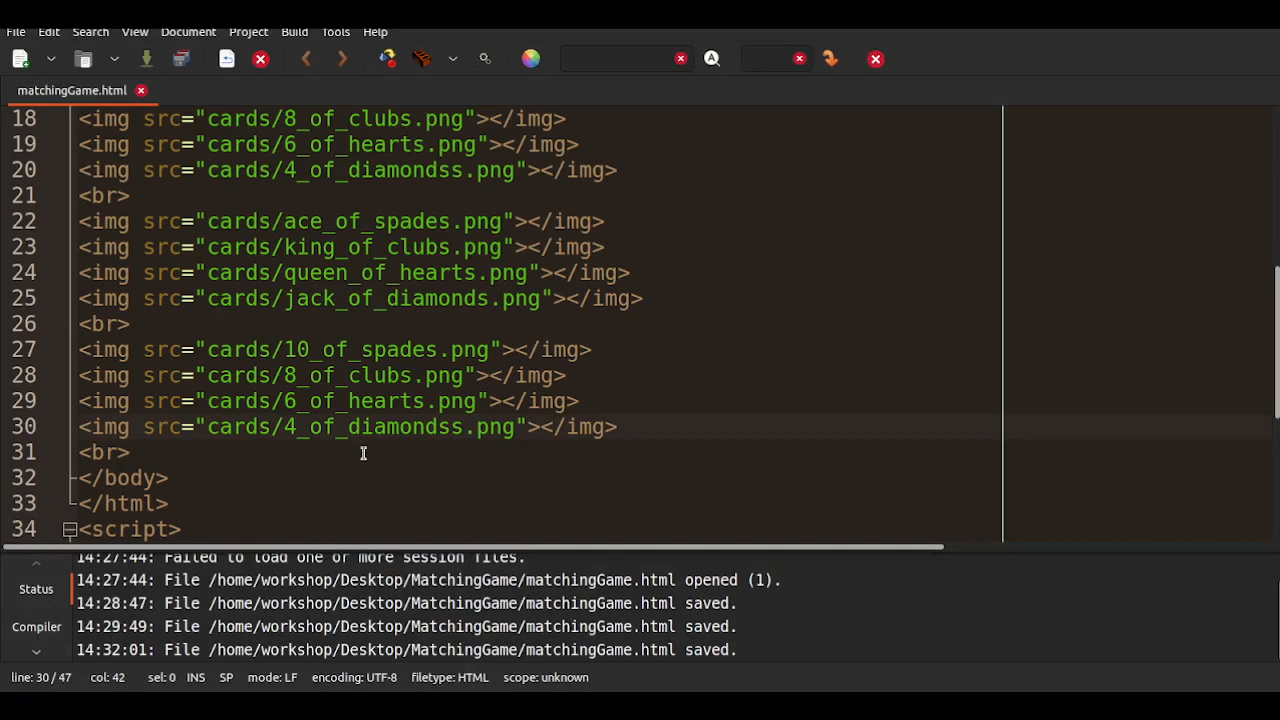 File Edit Search View Document Project Build Tools Help
matchingGame.html
18 <img src="cards/8_of_clubs.png"></img>
19 <img src="cards/6_of_hearts.png"></img>
20 <img src="cards/4_of_diamondss.png"></img>
21 <br>
22 <img src="cards/ace_of_spades.png"></img>
23 <img src="cards/king_of_clubs.png"></img>
24 <img src="cards/queen_of_hearts.png"></img>
25 <img src="cards/jack_of_diamonds.png"></img>
26 <br>
27 <img src="cards/10_of_spades.png"></img>
28 <img src="cards/8_of_clubs.png"></img>
29 <img src="cards/6_of_hearts.png"></img>
30 <img src="cards/4_of_diamondss.png"></img>
31 <br>
32 </body>
33 </html>
34 <script>
14:27:44: Failed to load one or more session files.
Status
14:27:44: File /home/workshop/Desktop/MatchingGame/matchingGame.html opened (1).
14:28:47: File /home/workshop/Desktop/MatchingGame/matchingGame.html saved.
Compiler
14:29:49: File /home/workshop/Desktop/MatchingGame/matchingGame.html saved.
14:32:01: File /home/workshop/Desktop/MatchingGame/matchingGame.html saved.
line: 30 / 47 col: 42 sel: 0 INS SP mode: LF encoding: UTF-8 filetype: HTML scope: unknown